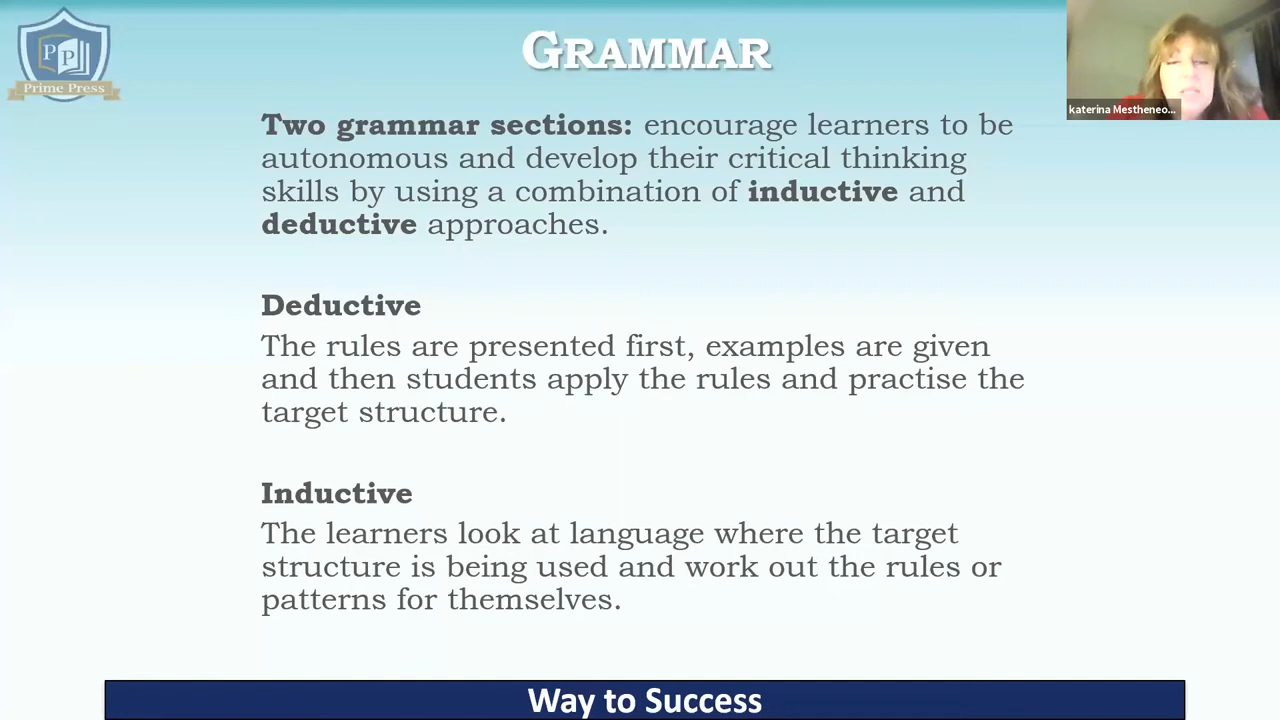 GRAMMAR
PP
Prime Press
katerina Mestheneo...
Two grammar sections: encourage learners to be
autonomous and develop their critical thinking
skills by using a combination of inductive and
deductive approaches.
Deductive
The rules are presented first, examples are given
and then students apply the rules and practise the
target structure.
Inductive
The learners look at language where the target
structure is being used and work out the rules or
patterns for themselves.
Way to Success